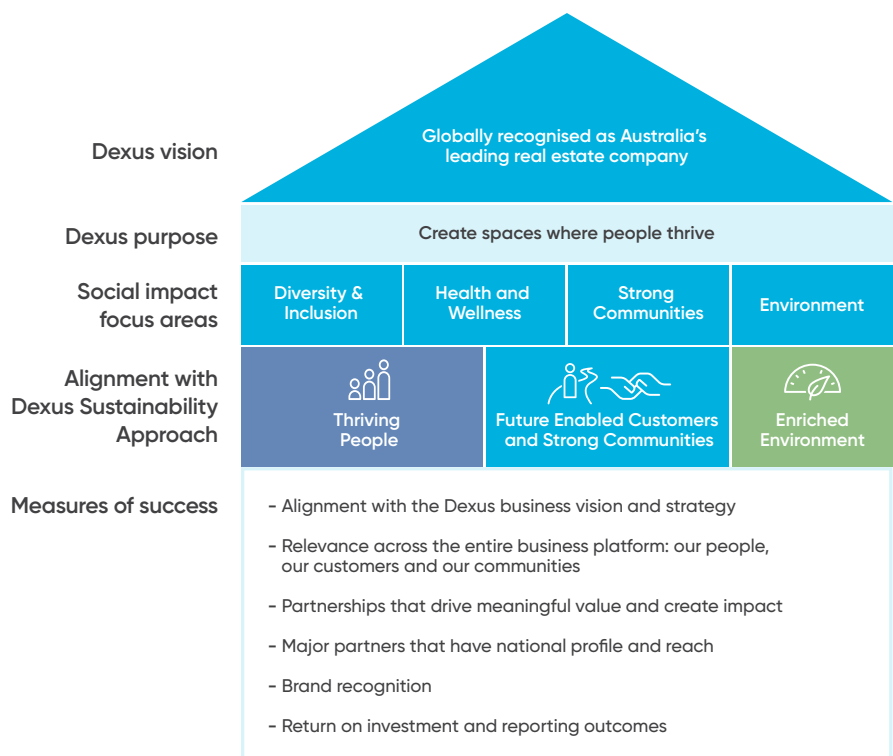 Dexus vision
Globally recognised as Australia's
leading real estate company
Dexus purpose
Create spaces where people thrive
Social impact
focus areas
Diversity &
Inclusion
Health and
Wellness
Strong
Communities
Environment
Alignment with
Dexus Sustainability
Approach
Thriving
People
Future Enabled Customers
and Strong Communities
Enriched
Environment
Measures of success
- Alignment with the Dexus business vision and strategy
- Relevance across the entire business platform: our people,
our customers and our communities
- Partnerships that drive meaningful value and create impact
- Major partners that have national profile and reach
- Brand recognition
- Return on investment and reporting outcomes